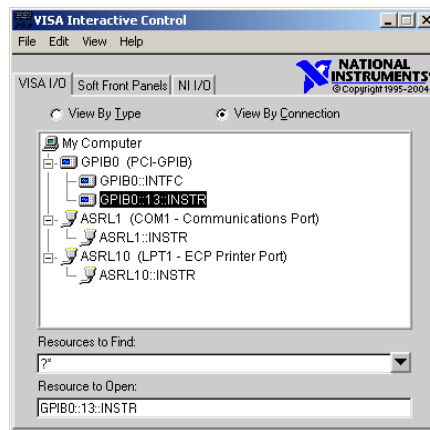 VISA Interactive Control
File Edit View Help
NATIONAL
INSTRUMENTS
© Copyright 1995-2004
VISA I/O Soft Front Panels NI I/O
View By Type View By Connection
My Computer
GPIB0 (PCI-GPIB)
GPIB0::INTFC
GPIB0::13::INSTR
ASRL1 (COM1 - Communications Port)
ASRL1::INSTR
ASRL10 (LPT1 - ECP Printer Port)
ASRL10::INSTR
Resources to Find:
?*
Resource to Open:
GPIB0::13::INSTR